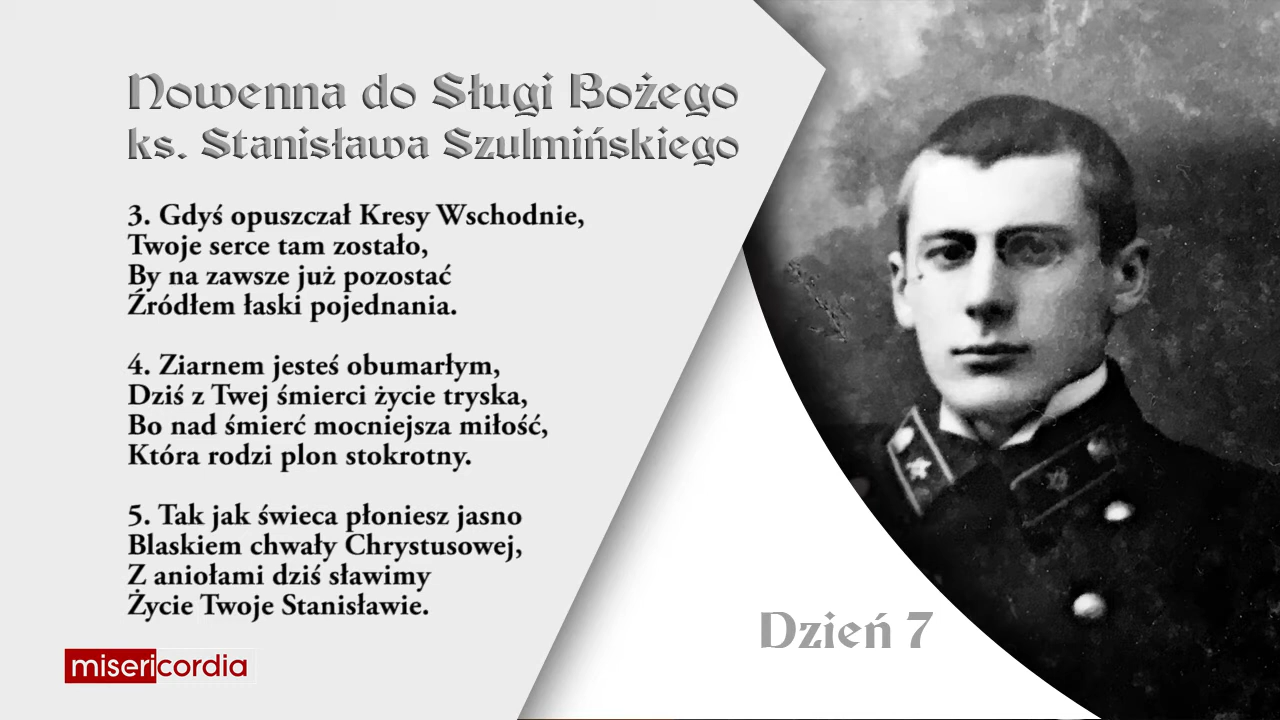 Nowenna do Sługi Bożego
ks. Stanisława Szulmińskiego
3. Gdyś opuszczał Kresy Wschodnie,
Twoje serce tam zostało,
By na zawsze już pozostać
Źródłem łaski pojednania.
4. Ziarnem jesteś obumarłym,
Dziś z Twej śmierci życie tryska,
Bo nad śmierć mocniejsza miłość,
Która rodzi plon stokrotny.
5. Tak jak świeca płoniesz jasno
Blaskiem chwały Chrystusowej,
Z aniołami dziś sławimy
Życie Twoje Stanisławie.
Dzień 7
misericordia